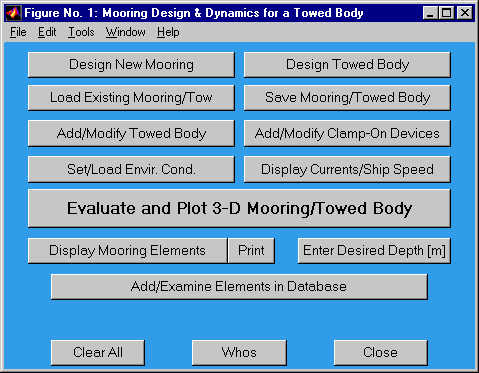 Figure No. 1: Mooring Design & Dynamics for a Towed Body
File Edit Tools Window Help
Design New Mooring Design Towed Body
Load Existing Mooring/Tow Save Mooring/Towed Body
Add/Modify Towed Body Add/Modify Clamp-On Devices
Set/Load Envir. Cond. Display Currents/Ship Speed
Evaluate and Plot 3-D Mooring/Towed Body
Display Mooring Elements Print Enter Desired Depth [m]
Add/Examine Elements in Database
Clear All Whos Close